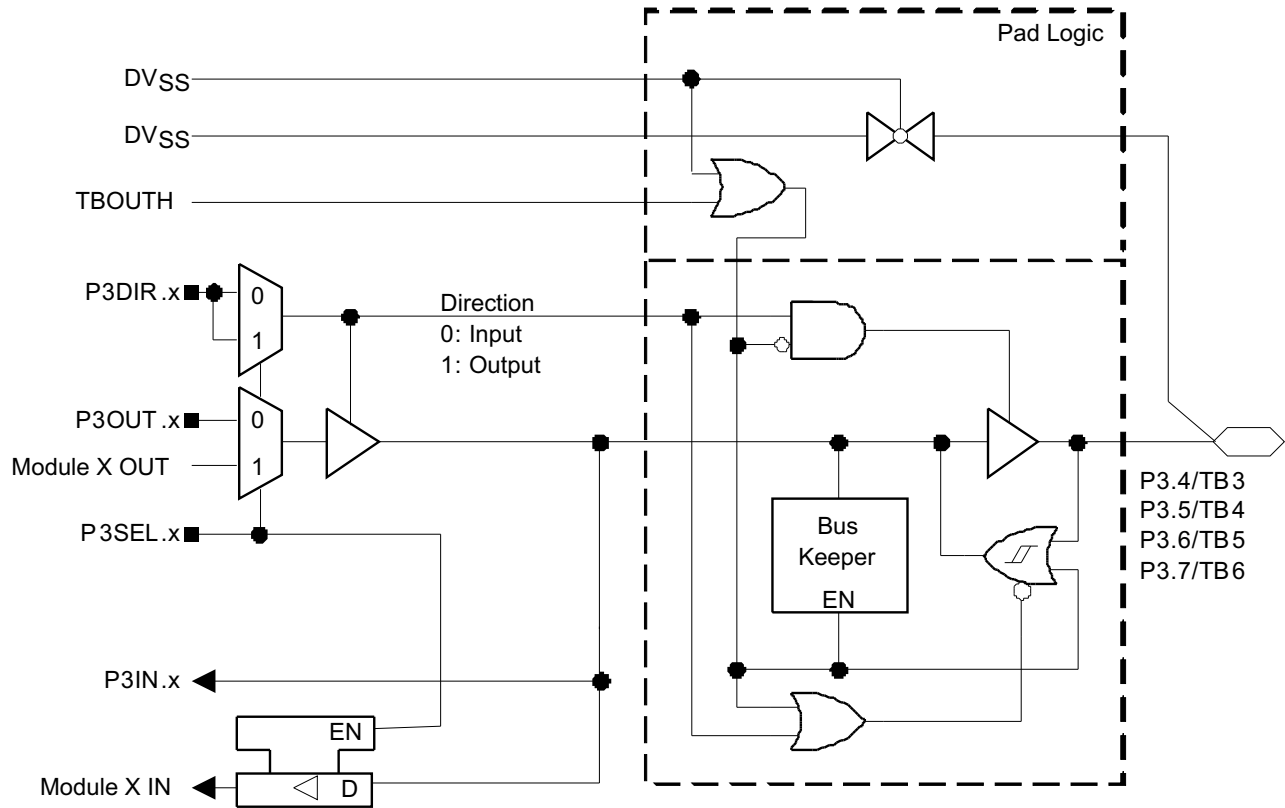 Pad Logic
DVSS
DVSS
TBOUTH
P3DIR.x
0
1
Direction
0: Input
1: Output
P3OUT.x
0
Module X OUT
1
P3SEL.x
Bus
Keeper
EN
P3.4/TB3
P3.5/TB4
P3.6/TB5
P3.7/TB6
P3IN.x
EN
Module X IN
D